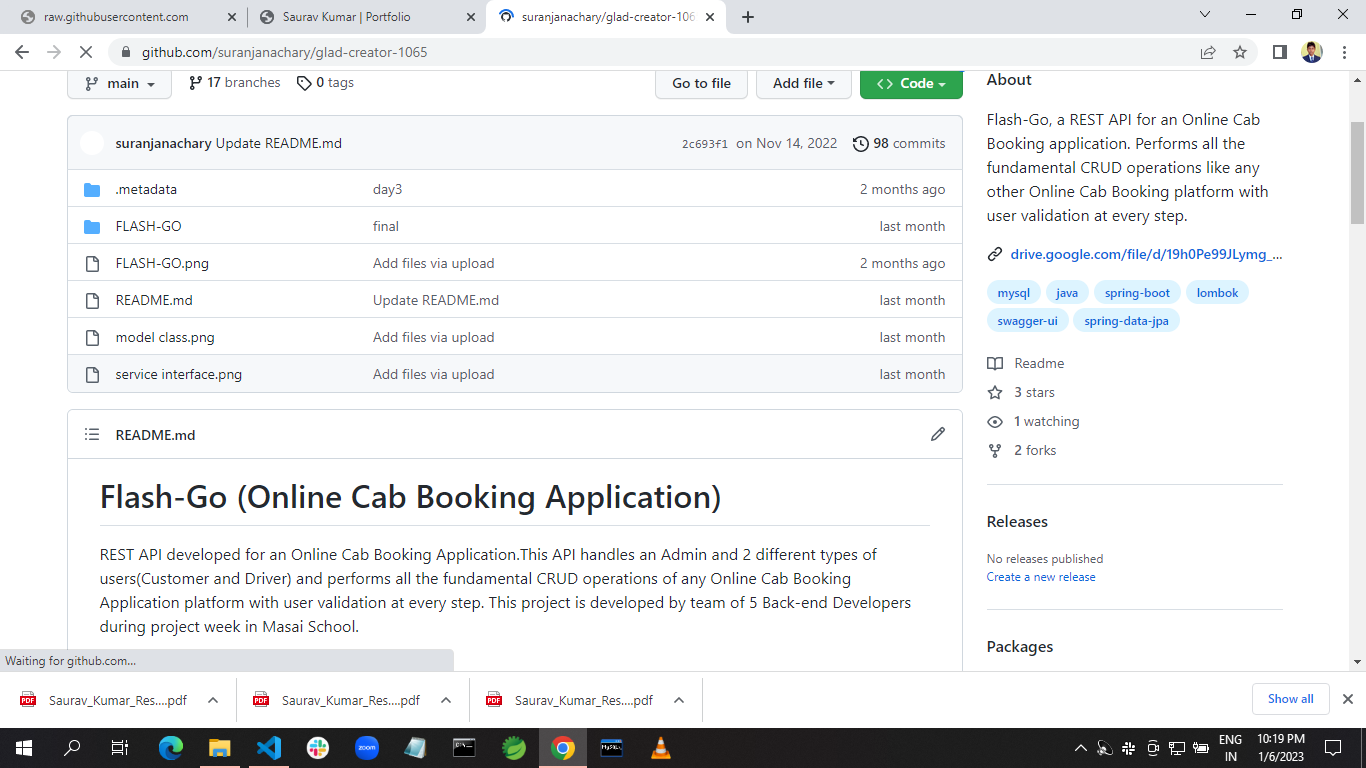 raw.githubusercontent.com
Saurav Kumar | Portfolio
suranjanachary/glad-creator-106
github.com/suranjanachary/glad-creator-1065
main
17 branches
0 tags
Go to file
Add file
Code
suranjanachary Update README.md
2c693f1 on Nov 14, 2022
98 commits
.metadata day3 2 months ago
FLASH-GO final last month
FLASH-GO.png Add files via upload 2 months ago
README.md Update README.md last month
model class.png Add files via upload last month
service interface.png Add files via upload last month
README.md
Flash-Go (Online Cab Booking Application)
REST API developed for an Online Cab Booking Application.This API handles an Admin and 2 different types of
users(Customer and Driver) and performs all the fundamental CRUD operations of any Online Cab Booking
Application platform with user validation at every step. This project is developed by team of 5 Back-end Developers
during project week in Masai School.
About
Flash-Go, a REST API for an Online Cab
Booking application. Performs all the
fundamental CRUD operations like any
other Online Cab Booking platform with
user validation at every step.
drive.google.com/file/d/19h0Pe99JLymg_...
mysql java spring-boot lombok
swagger-ui spring-data-jpa
Readme
3 stars
1 watching
2 forks
Releases
No releases published
Create a new release
Packages
Waiting for github.com...
PDF Saurav_Kumar_Res....pdf
PDF Saurav_Kumar_Res....pdf
PDF Saurav_Kumar_Res....pdf
Show all
zoom
MySQL
ENG
IN
10:19 PM
1/6/2023